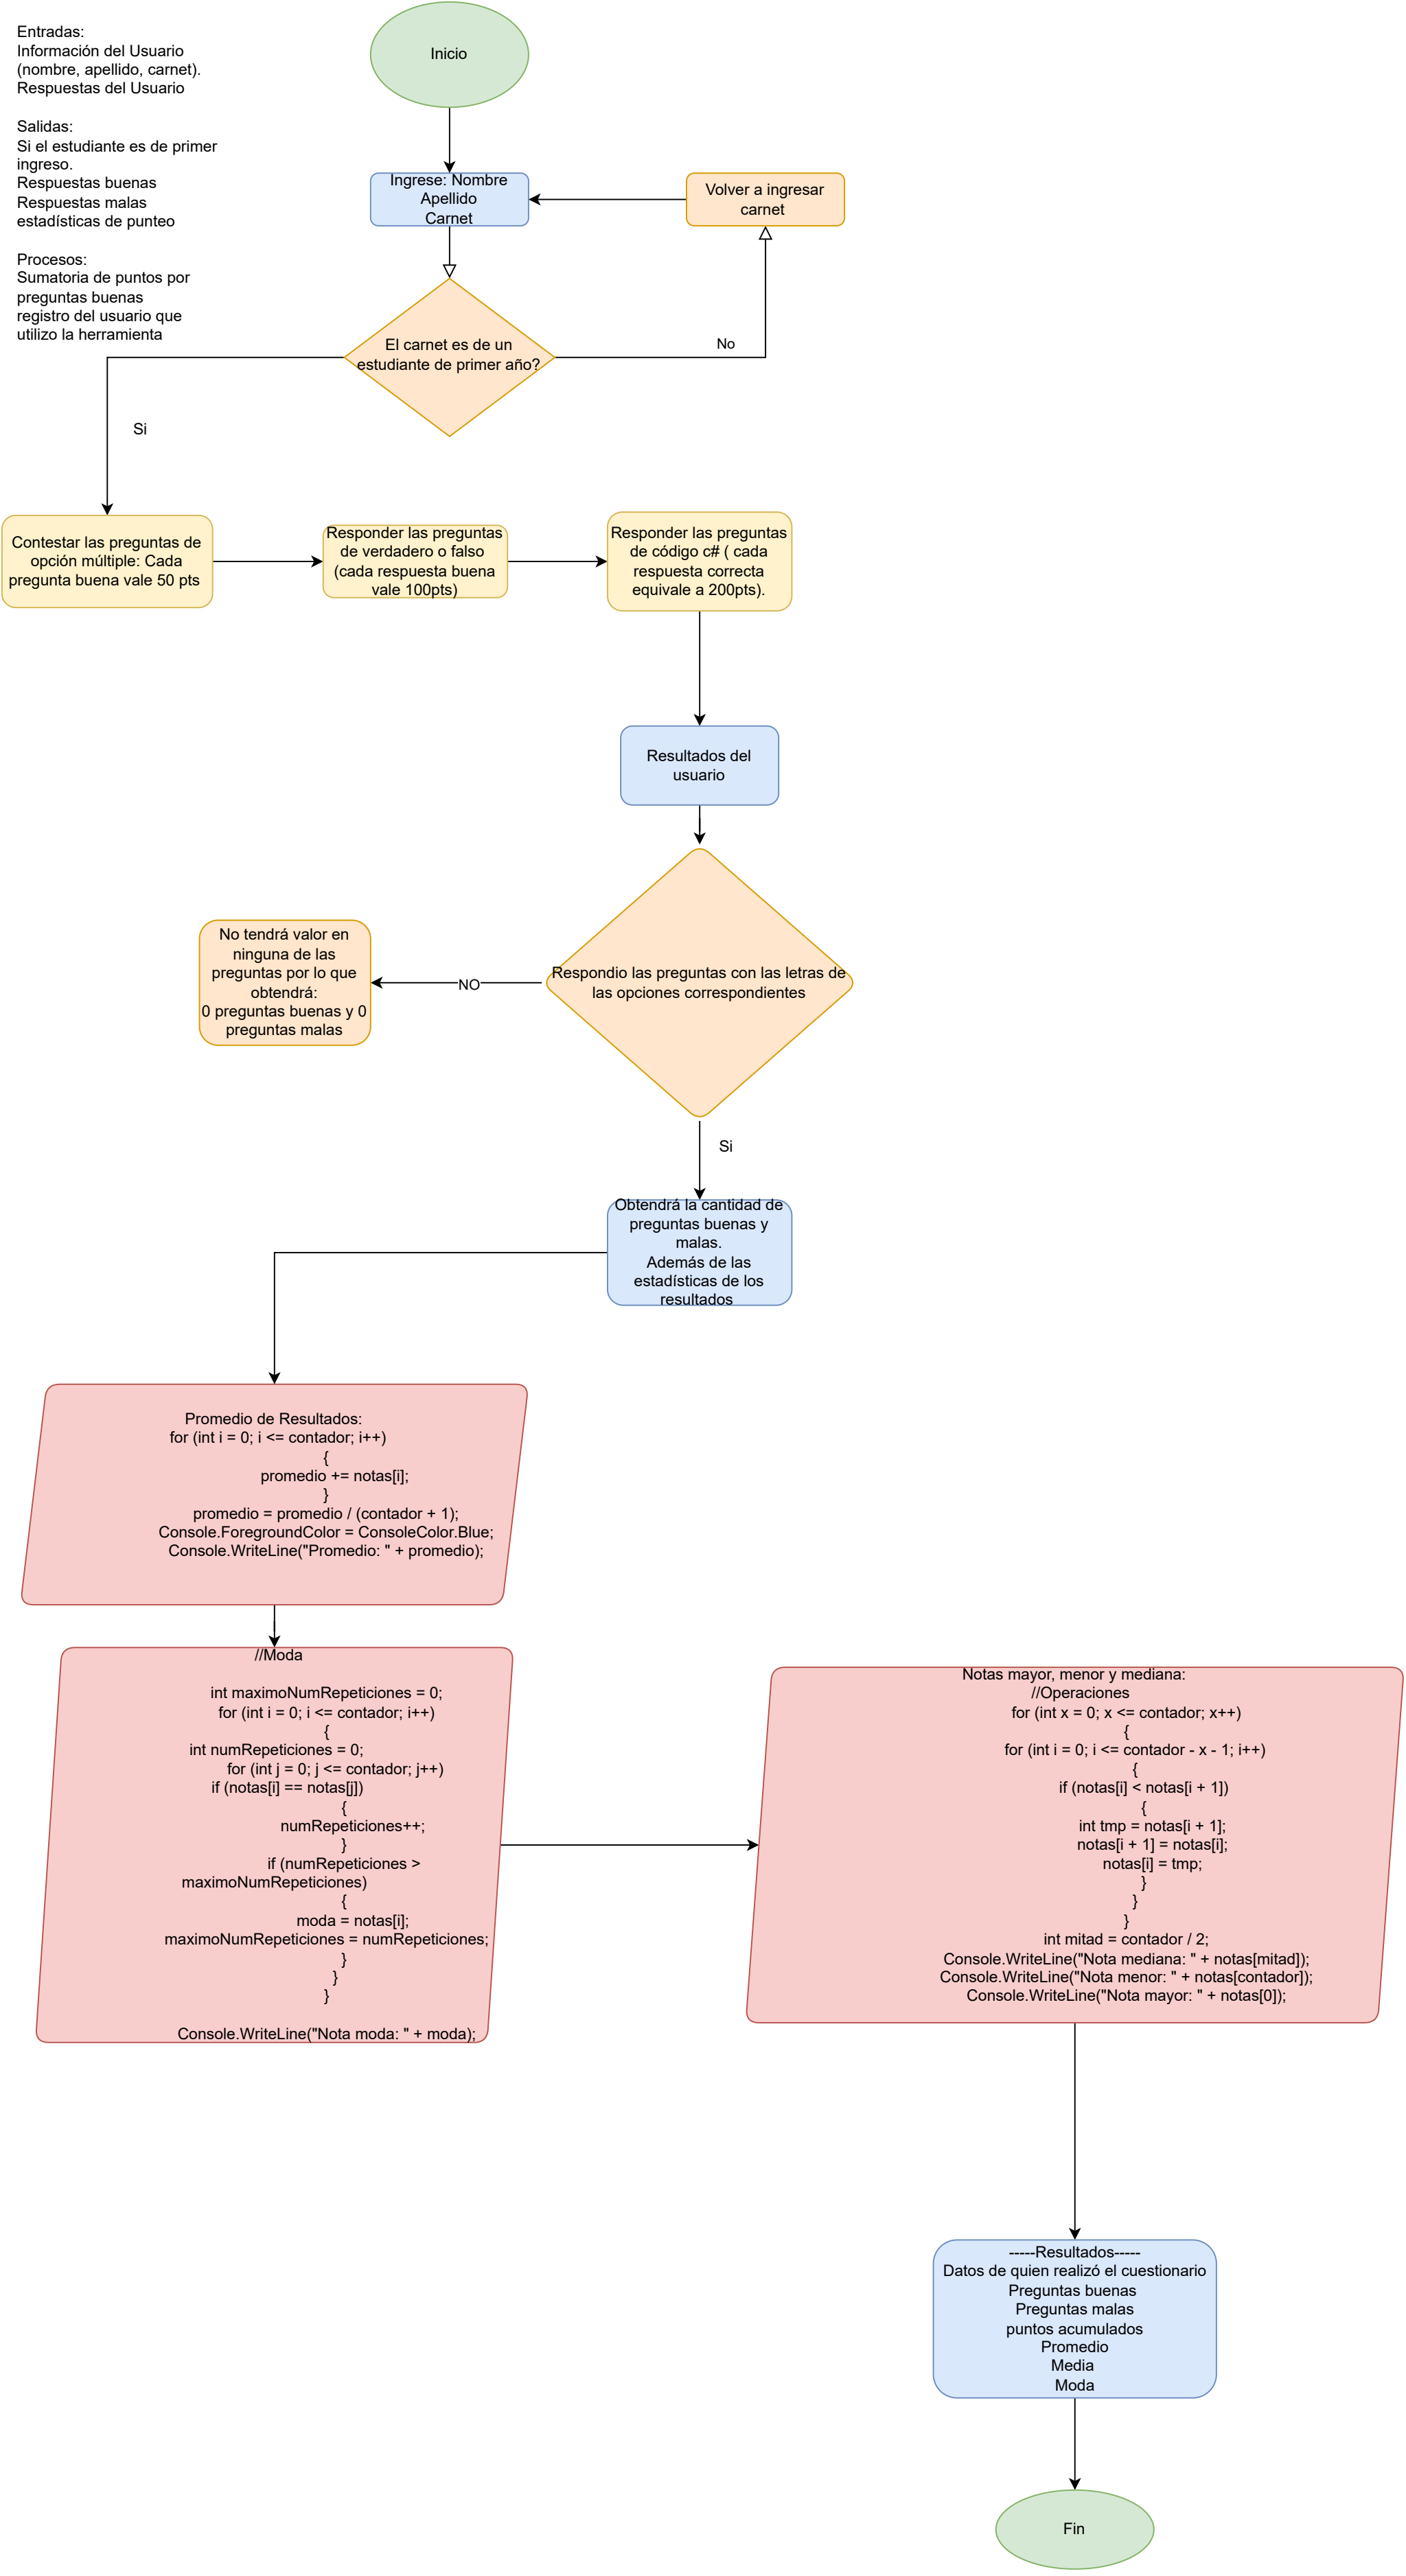 Entradas:
Información del Usuario
(nombre, apellido, carnet).
Respuestas del Usuario
Salidas:
Si el estudiante es de primer
ingreso.
Respuestas buenas
Respuestas malas
estadísticas de punteo
Procesos:
Sumatoria de puntos por
preguntas buenas
registro del usuario que
utilizo la herramienta
Inicio
Ingrese: Nombre
Apellido
Carnet
Volver a ingresar
carnet
El carnet es de un
estudiante de primer año?
No
Si
Contestar las preguntas de
opción múltiple: Cada
pregunta buena vale 50 pts
Responder las preguntas
de verdadero o falso
(cada respuesta buena
vale 100pts)
Responder las preguntas
de código c# ( cada
respuesta correcta
equivale a 200pts).
Resultados del
usuario
Respondio las preguntas con las letras de
las opciones correspondientes
NO
No tendrá valor en
ninguna de las
preguntas por lo que
obtendrá:
0 preguntas buenas y 0
preguntas malas
Si
Obtendrá la cantidad de
preguntas buenas y
malas.
Además de las
estadísticas de los
resultados
Promedio de Resultados:
for (int i = 0; i <= contador; i++)
{
promedio += notas[i];
}
promedio = promedio / (contador + 1);
Console.ForegroundColor = ConsoleColor.Blue;
Console.WriteLine("Promedio: " + promedio);
//Moda
int maximoNumRepeticiones = 0;
for (int i = 0; i <= contador; i++)
{
int numRepeticiones = 0;
for (int j = 0; j <= contador; j++)
if (notas[i] == notas[j])
{
numRepeticiones++;
}
if (numRepeticiones >
maximoNumRepeticiones)
{
moda = notas[i];
maximoNumRepeticiones = numRepeticiones;
}
}
}
Console.WriteLine("Nota moda: " + moda);
Notas mayor, menor y mediana:
//Operaciones
for (int x = 0; x <= contador; x++)
{
for (int i = 0; i <= contador - x - 1; i++)
{
if (notas[i] < notas[i + 1])
{
int tmp = notas[i + 1];
notas[i + 1] = notas[i];
notas[i] = tmp;
}
}
}
int mitad = contador / 2;
Console.WriteLine("Nota mediana: " + notas[mitad]);
Console.WriteLine("Nota menor: " + notas[contador]);
Console.WriteLine("Nota mayor: " + notas[0]);
-----Resultados-----
Datos de quien realizó el cuestionario
Preguntas buenas
Preguntas malas
puntos acumulados
Promedio
Media
Moda
Fin